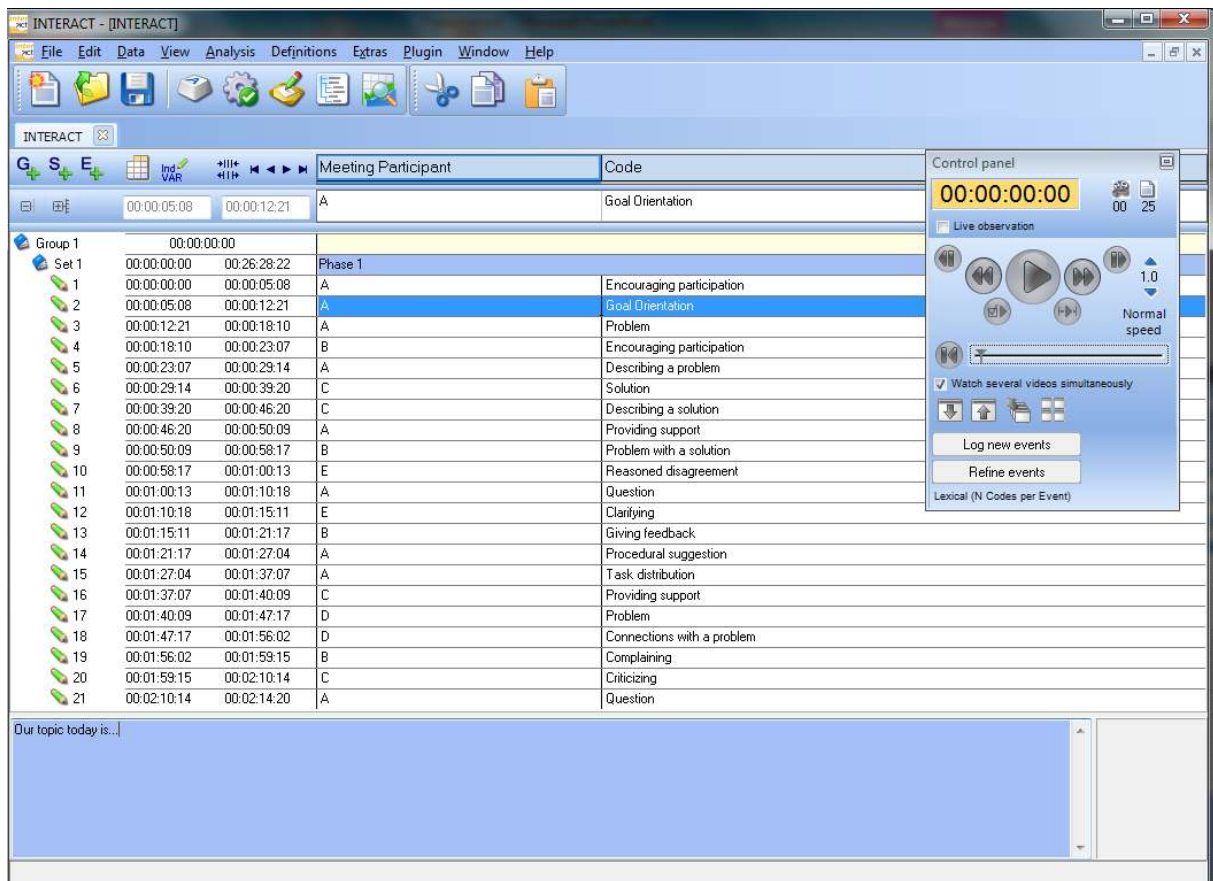 INTERACT - [INTERACT]
File Edit Data View Analysis Definitions Extras Plugin Window Help
INTERACT
G S E Ind VAR Meeting Participant Code
00:00:05:08 00:00:12:21 A Goal Orientation
Group 1 00:00:00:00
Set 1 00:00:00:00 00:26:28:22 Phase 1
1 00:00:00:00 00:00:05:08 A Encouraging participation
2 00:00:05:08 00:00:12:21 A Goal Orientation
3 00:00:12:21 00:00:18:10 A Problem
4 00:00:18:10 00:00:23:07 B Encouraging participation
5 00:00:23:07 00:00:29:14 A Describing a problem
6 00:00:29:14 00:00:39:20 C Solution
7 00:00:39:20 00:00:46:20 C Describing a solution
8 00:00:46:20 00:00:50:09 A Providing support
9 00:00:50:09 00:00:58:17 B Problem with a solution
10 00:00:58:17 00:01:00:13 E Reasoned disagreement
11 00:01:00:13 00:01:10:18 A Question
12 00:01:10:18 00:01:15:11 E Clarifying
13 00:01:15:11 00:01:21:17 B Giving feedback
14 00:01:21:17 00:01:27:04 A Procedural suggestion
15 00:01:27:04 00:01:37:07 A Task distribution
16 00:01:37:07 00:01:40:09 C Providing support
17 00:01:40:09 00:01:47:17 D Problem
18 00:01:47:17 00:01:56:02 D Connections with a problem
19 00:01:56:02 00:01:59:15 B Complaining
20 00:01:59:15 00:02:10:14 C Criticizing
21 00:02:10:14 00:02:14:20 A Question
Our topic today is...
Control panel
00:00:00:00 00 25
Live observation
1.0
Normal
speed
Watch several videos simultaneously
Log new events
Refine events
Lexical (N Codes per Event)